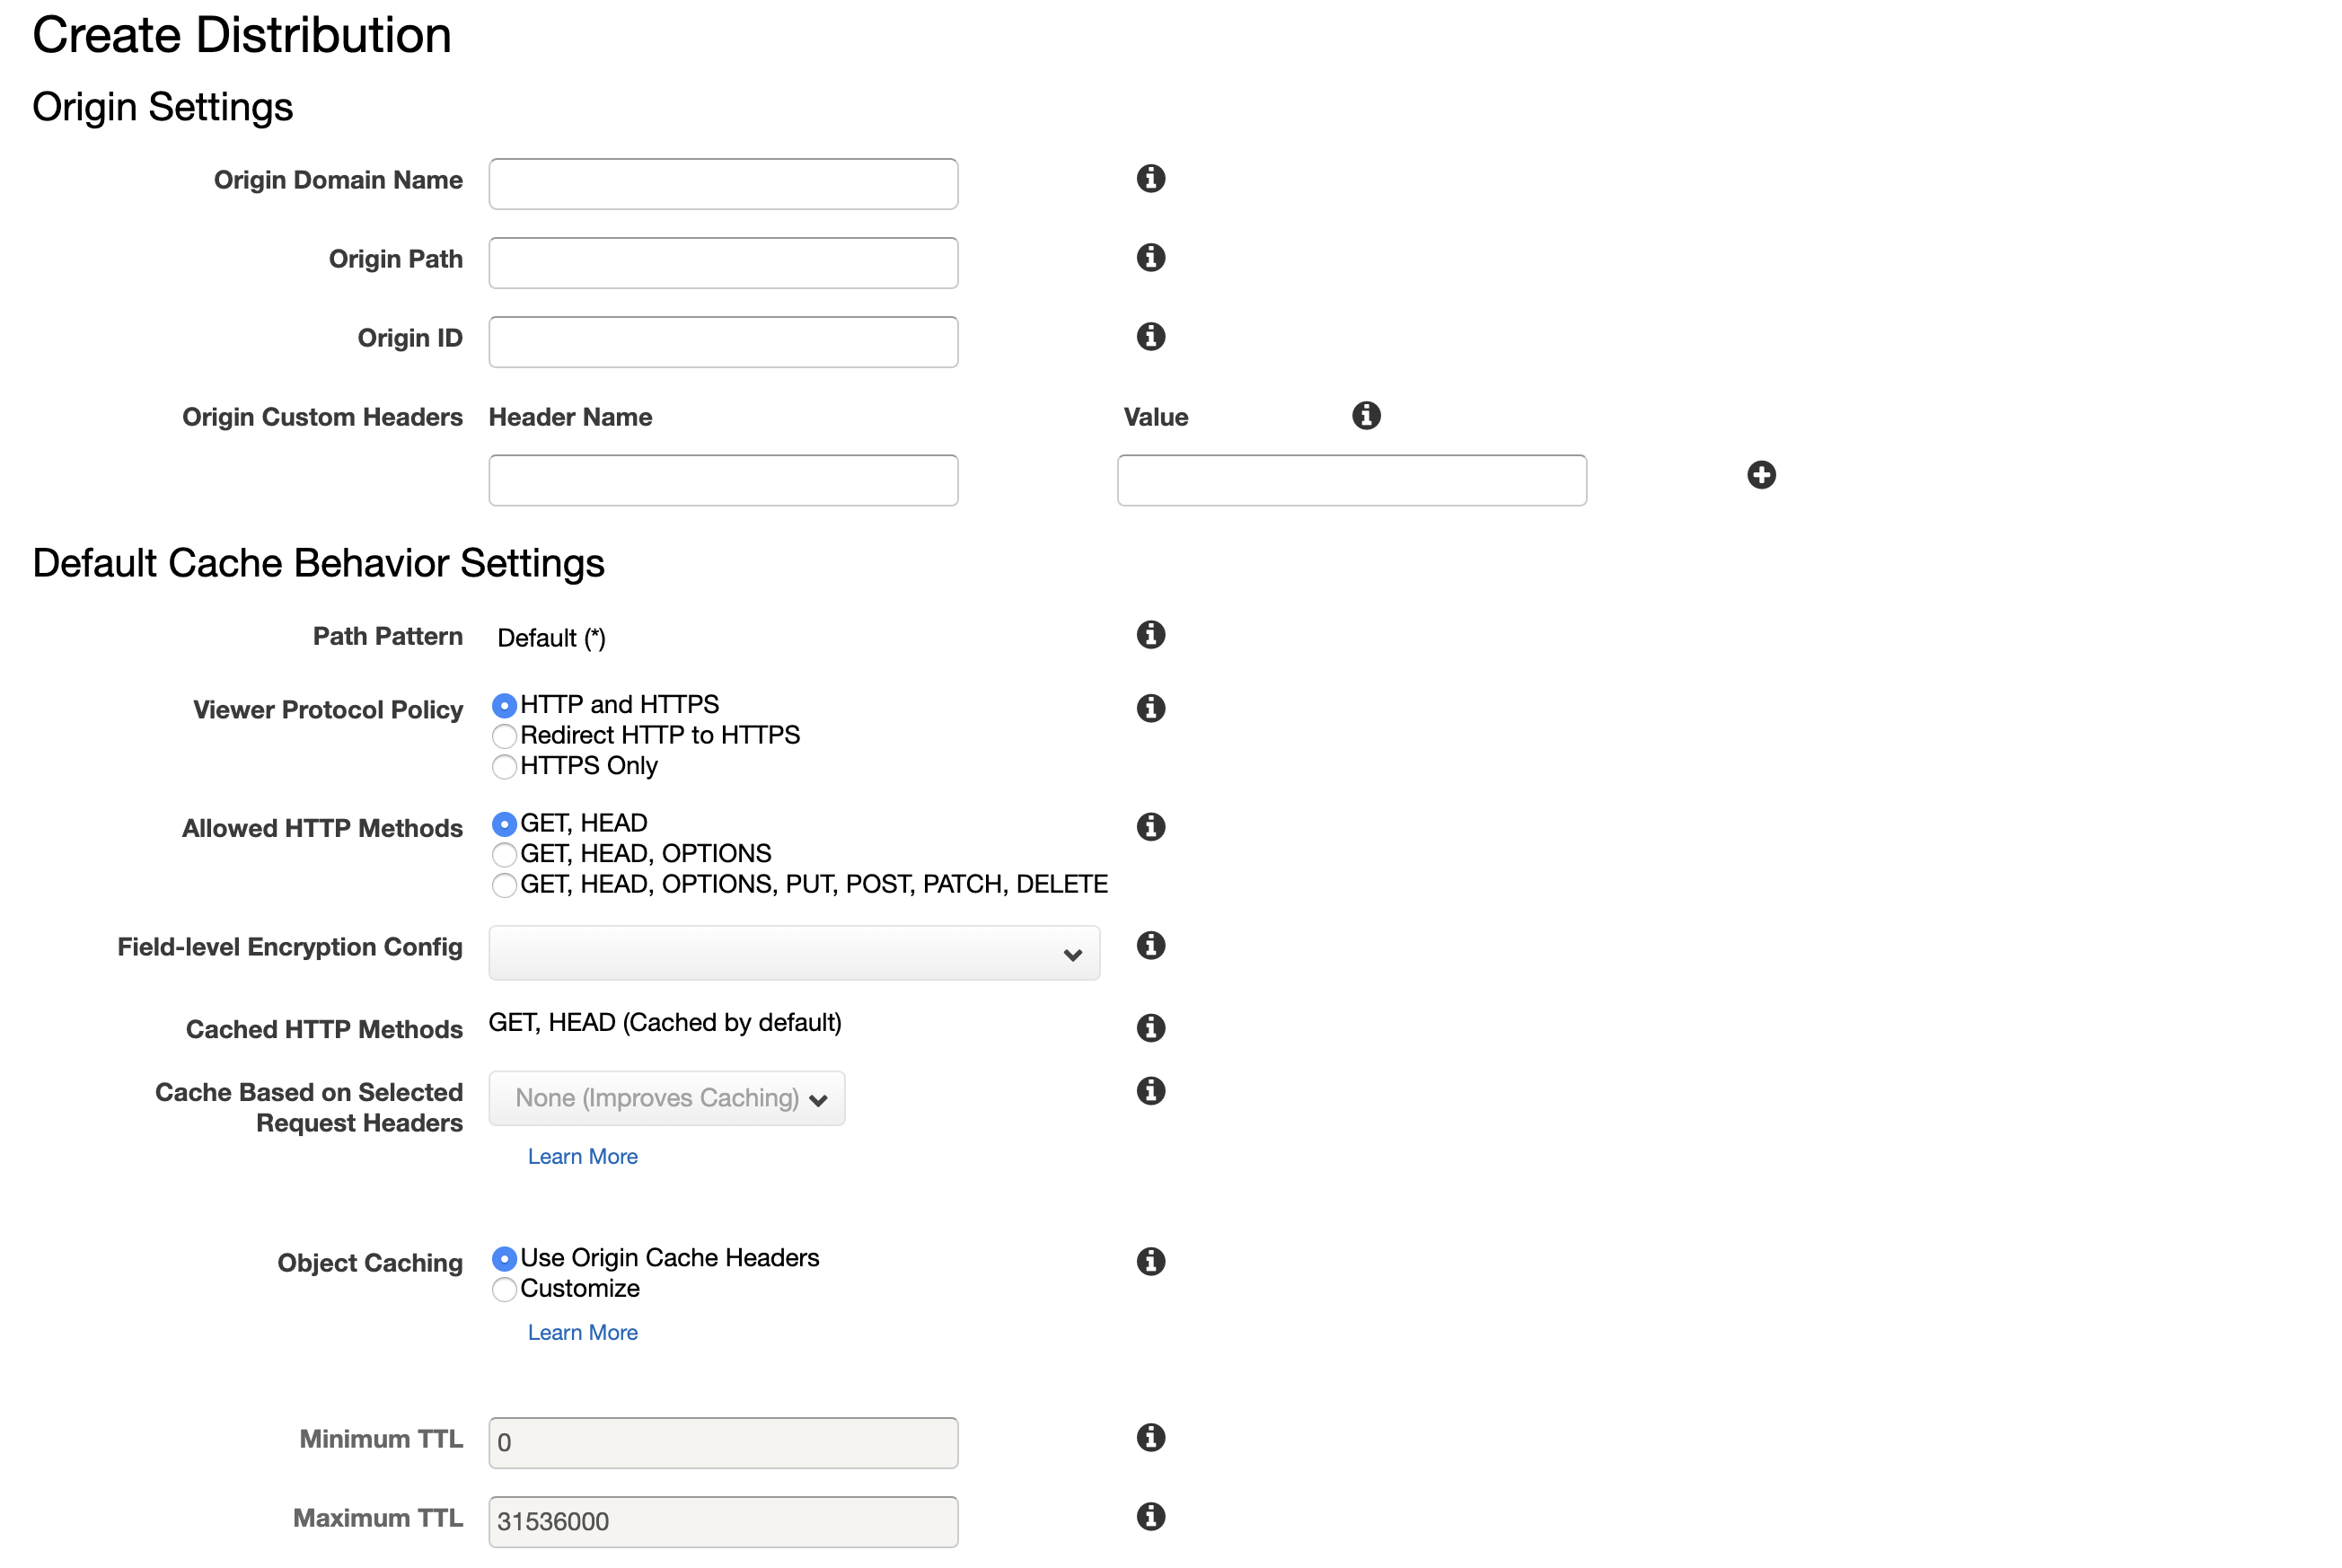 Create Distribution
Origin Settings
Origin Domain Name
Origin Path
Origin ID
Origin Custom Headers Header Name Value
Default Cache Behavior Settings
Path Pattern Default (*)
Viewer Protocol Policy HTTP and HTTPS
Redirect HTTP to HTTPS
HTTPS Only
Allowed HTTP Methods GET, HEAD
GET, HEAD, OPTIONS
GET, HEAD, OPTIONS, PUT, POST, PATCH, DELETE
Field-level Encryption Config
Cached HTTP Methods GET, HEAD (Cached by default)
Cache Based on Selected None (Improves Caching)
Request Headers
Learn More
Object Caching Use Origin Cache Headers
Customize
Learn More
Minimum TTL 0
Maximum TTL 31536000